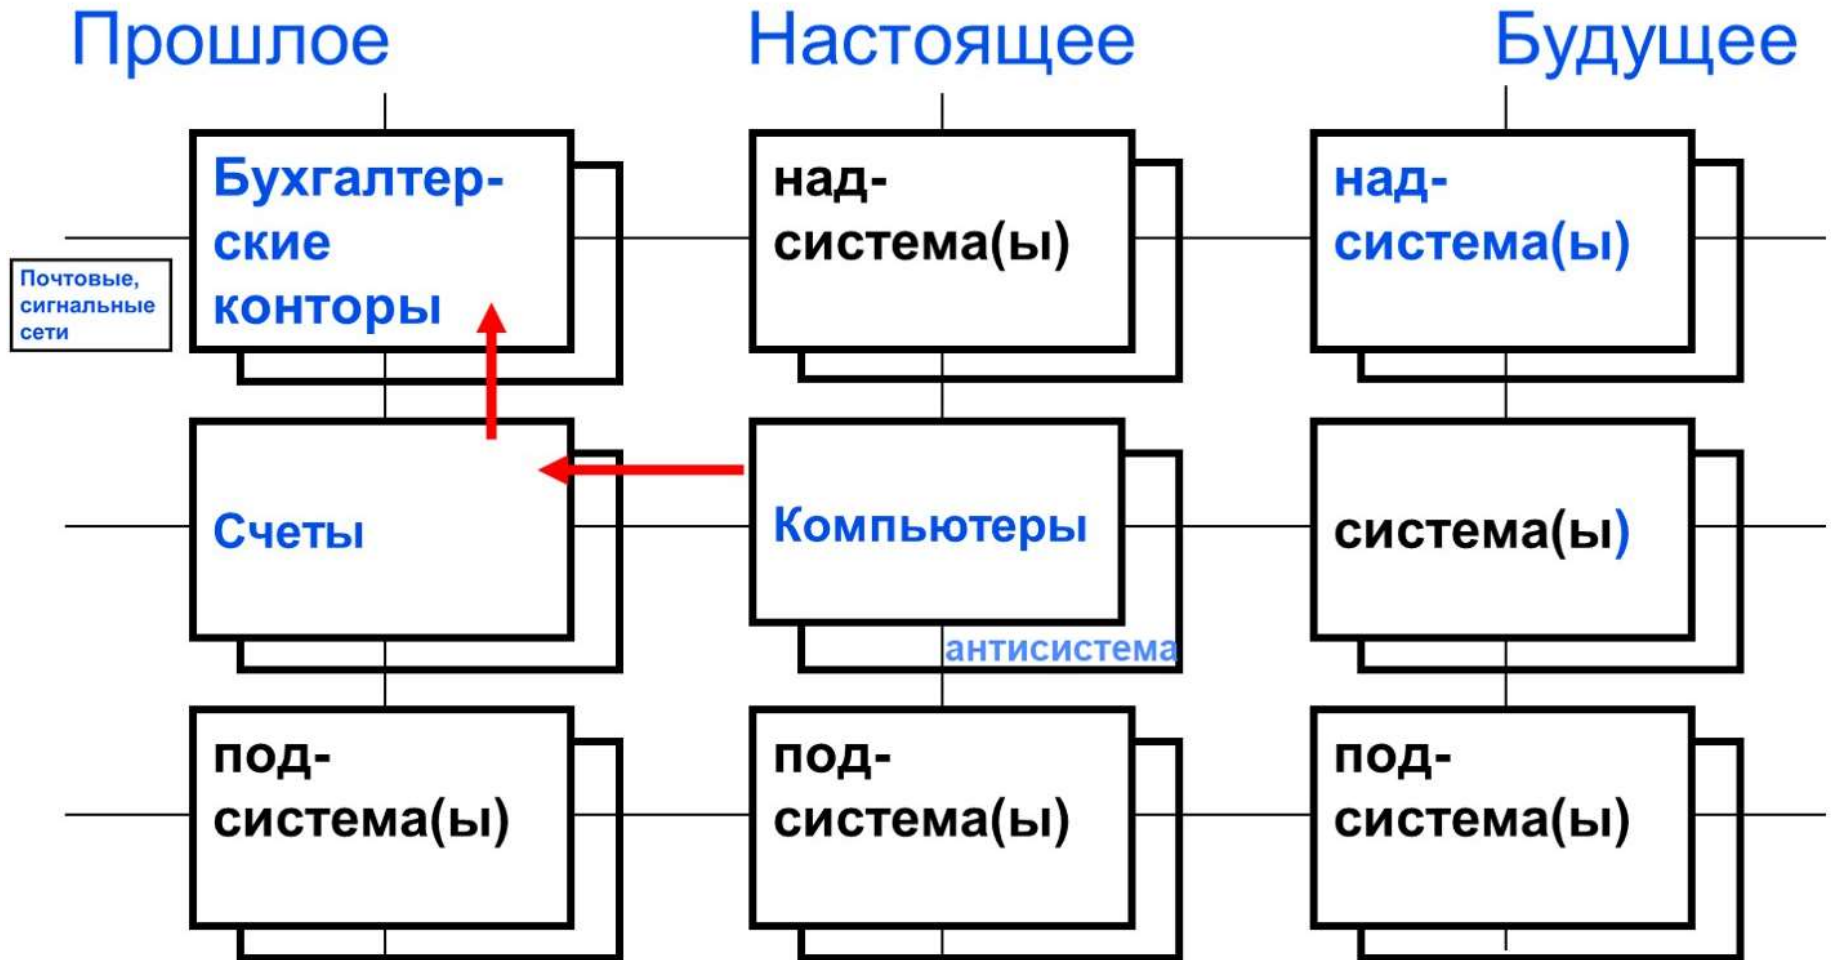 Прошлое
Настоящее
Будущее
Бухгалтер-
ские
конторы
над-
система(ы)
над-
система(ы)
Почтовые,
сигнальные
сети
Счеты
Компьютеры
система(ы)
антисистема
под-
система(ы)
под-
система(ы)
под-
система(ы)